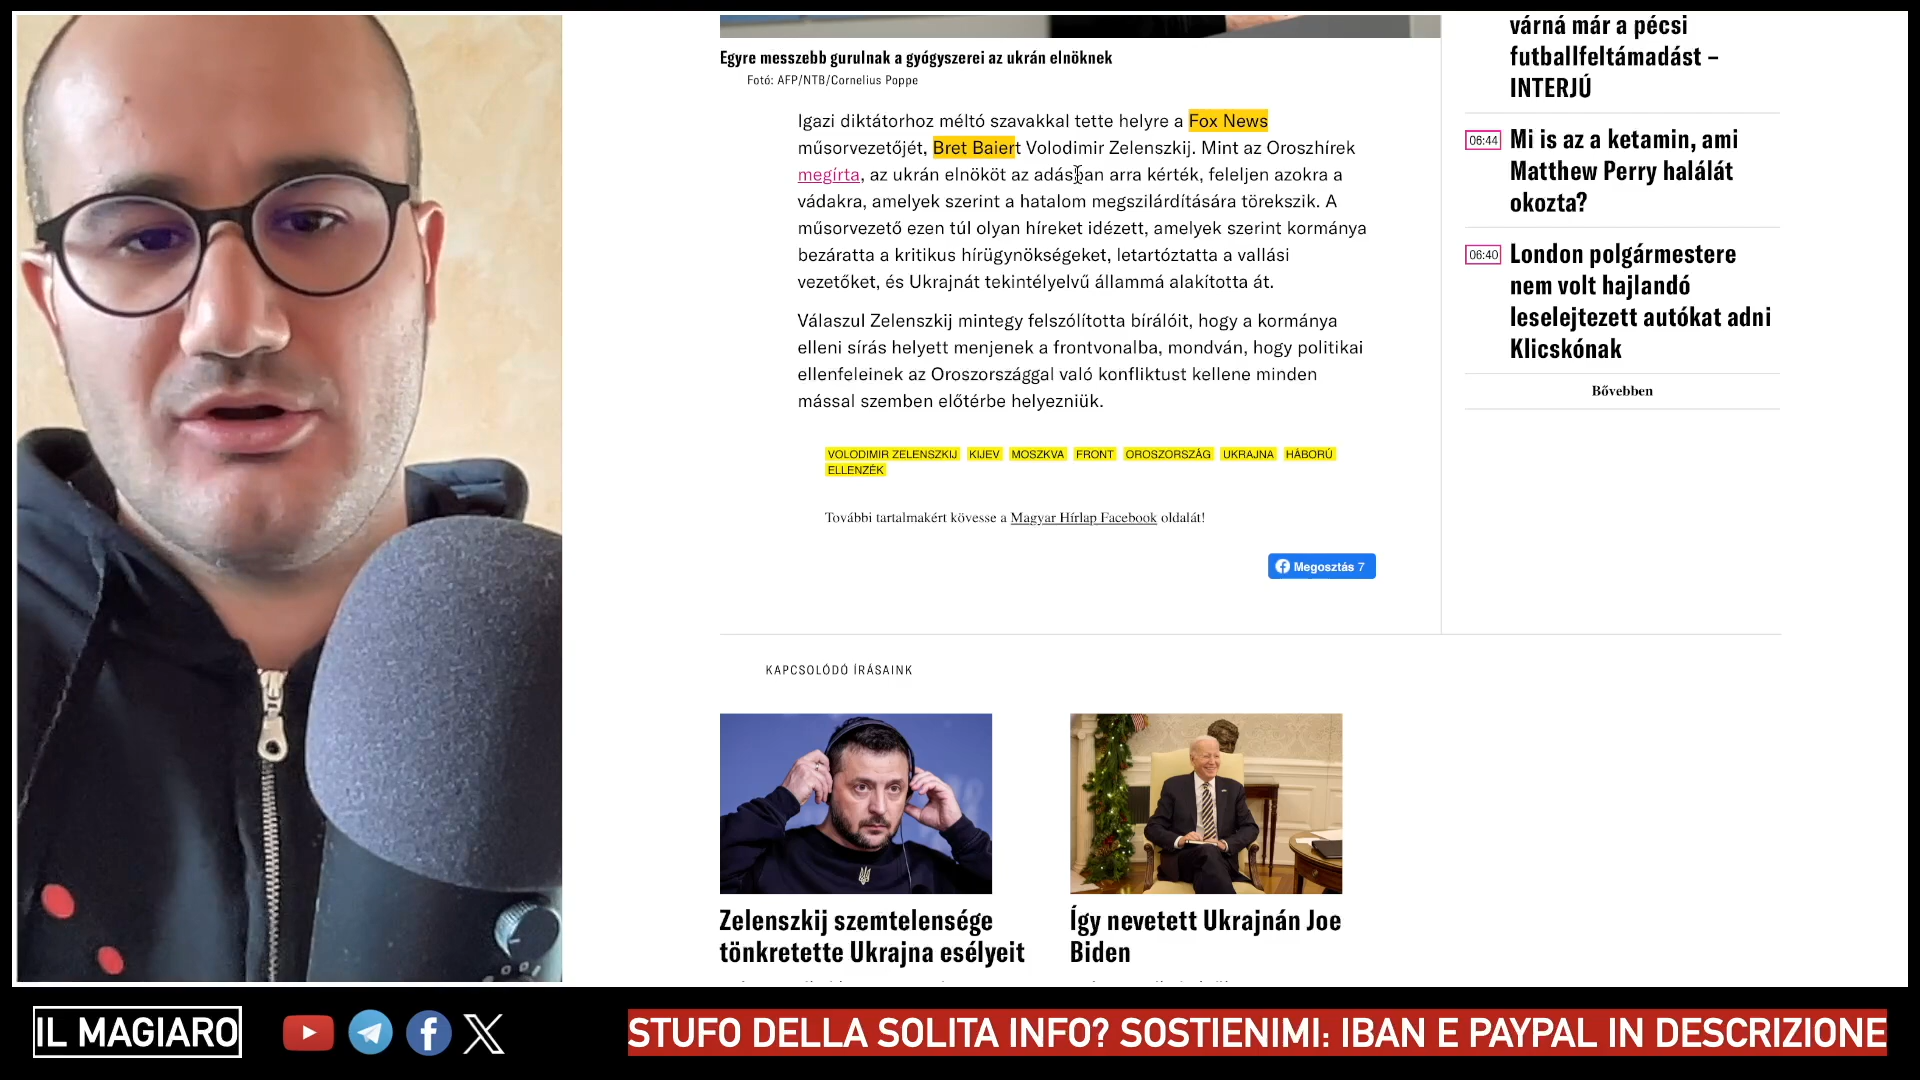 Egyre messzebb gurulnak a gyógyszerei az ukrán elnöknek
Fotó: AFP/NTB/Cornelius Poppe
Igazi diktátorhoz méltó szavakkal tette helyre a Fox News
műsorvezetőjét, Bret Baiert Volodimir Zelenszkij. Mint az Oroszhírek
megírta, az ukrán elnököt az adásban arra kérték, feleljen azokra a
vádakra, amelyek szerint a hatalom megszilárdítására törekszik. A
műsorvezető ezen túl olyan híreket idézett, amelyek szerint kormánya
bezáratta a kritikus hírügynökségeket, letartóztatta a vallási
vezetőket, és Ukrajnát tekintélyelvű állammá alakította át.
Válaszul Zelenszkij mintegy felszólította bírálóit, hogy a kormánya
elleni sírás helyett menjenek a frontvonalba, mondván, hogy politikai
ellenfeleinek az Oroszországgal való konfliktust kellene minden
mással szemben előtérbe helyezniük.
VOLODIMIR ZELENSZKIJ KIJEV MOSZKVA FRONT OROSZORSZÁG UKRAJNA HÁBORÚ
ELLENZÉK
További tartalmakért kövesse a Magyar Hírlap Facebook oldalát!
Megosztás 7
KAPCSOLÓDÓ ÍRÁSAINK
Zelenszkij szemtelensége
tönkretette Ukrajna esélyeit
Így nevetett Ukrajnán Joe
Biden
várná már a pécsi
futballfeltámadást –
INTERJÚ
06:44 Mi is az a ketamin, ami
Matthew Perry halálát
okozta?
06:40 London polgármestere
nem volt hajlandó
leselejtezett autókat adni
Klicskónak
Bővebben
IL MAGIARO
STUFO DELLA SOLITA INFO? SOSTIENIMI: IBAN E PAYPAL IN DESCRIZIONE